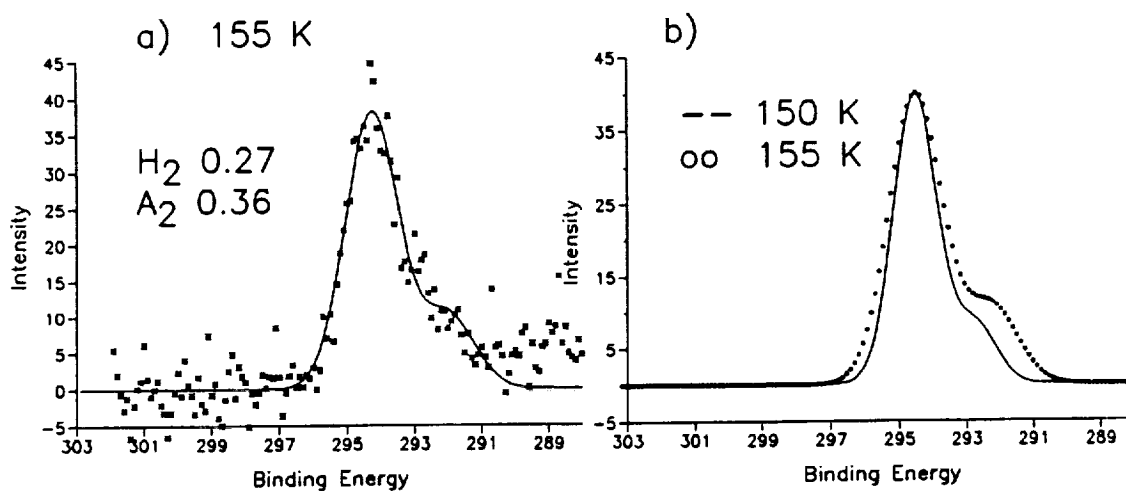 a) 155 K
45
40
35
30
25
20
15
10
5
0
-5
Intensity
H2 0.27
A2 0.36
303 301 299 297 295 293 291 289
Binding Energy
b)
45
35
25
15
5
-5
Intensity
— — 150 K
oo 155 K
303 301 299 297 295 293 291 289
Binding Energy